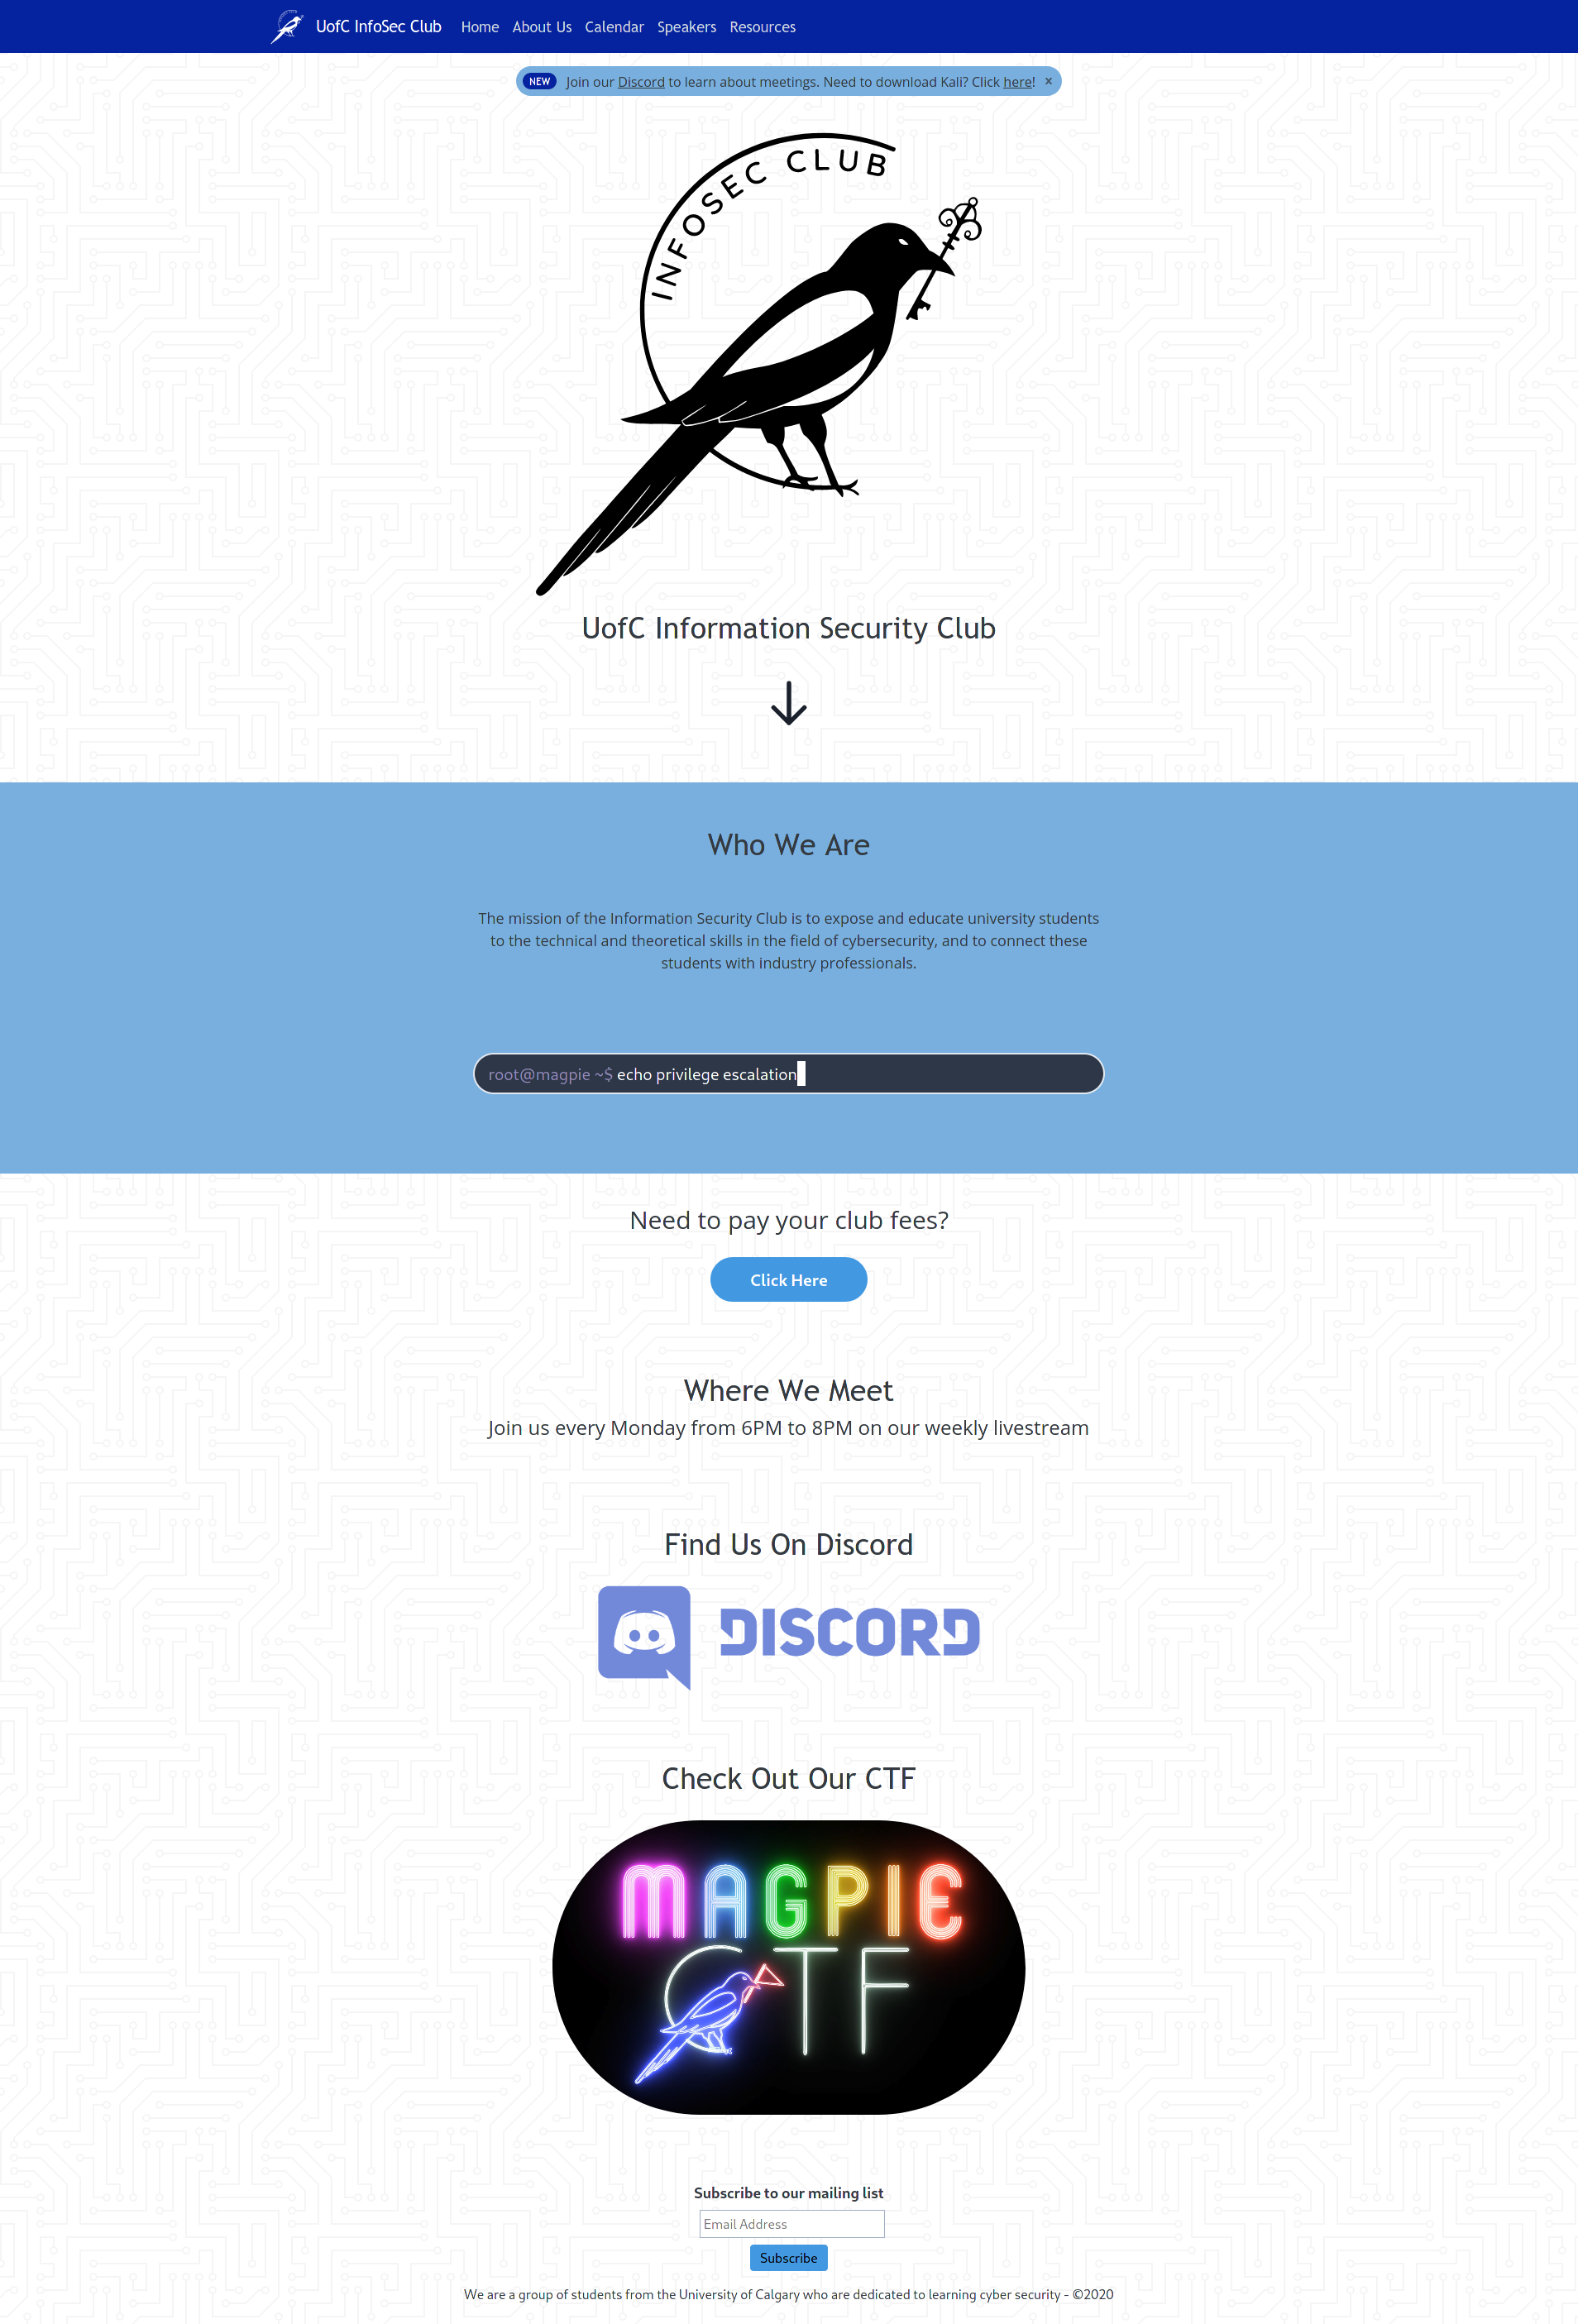 UofC InfoSec Club Home About Us Calendar Speakers Resources
NEW Join our Discord to learn about meetings. Need to download Kali? Click here! ×
INFOSEC CLUB
UofC Information Security Club
Who We Are
The mission of the Information Security Club is to expose and educate university students
to the technical and theoretical skills in the field of cybersecurity, and to connect these
students with industry professionals.
root@magpie ~$ echo privilege escalation
Need to pay your club fees?
Click Here
Where We Meet
Join us every Monday from 6PM to 8PM on our weekly livestream
Find Us On Discord
DISCORD
Check Out Our CTF
MAGPIE
CTF
Subscribe to our mailing list
Email Address
Subscribe
We are a group of students from the University of Calgary who are dedicated to learning cyber security - ©2020